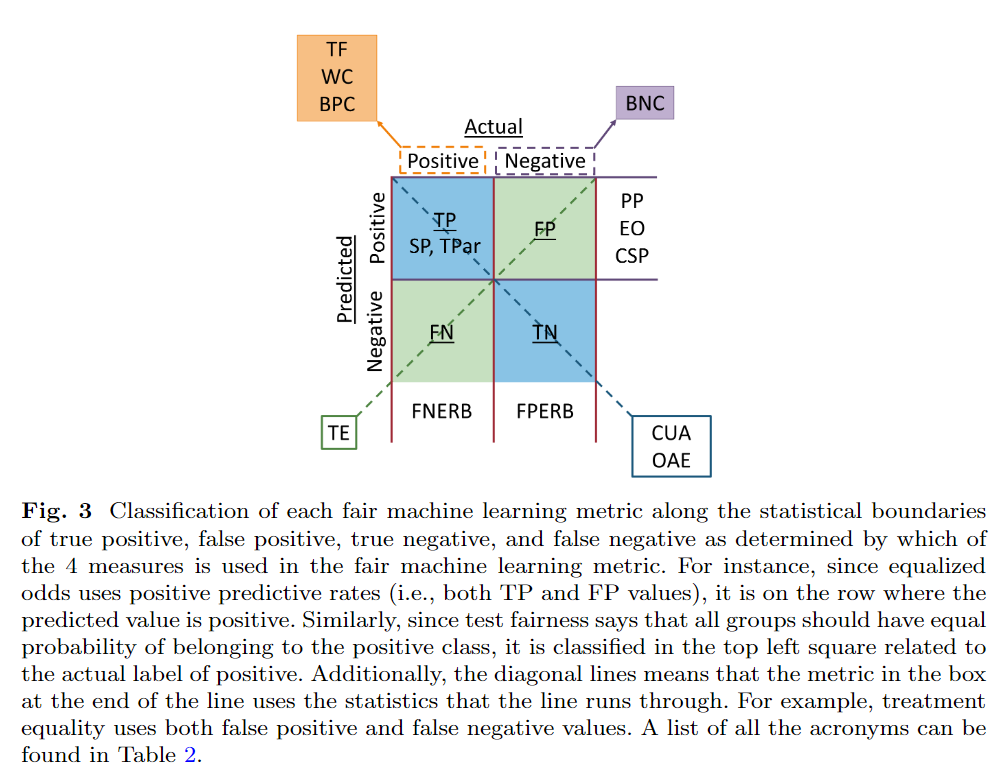 TF
WC
BPC
BNC
Actual
Positive
Negative
Predicted
Positive
Negative
TP
SP, TPar
FP
PP
EO
CSP
FN
TN
FNERB
FPERB
TE
CUA
OAE
Fig. 3 Classification of each fair machine learning metric along the statistical boundaries
of true positive, false positive, true negative, and false negative as determined by which of
the 4 measures is used in the fair machine learning metric. For instance, since equalized
odds uses positive predictive rates (i.e., both TP and FP values), it is on the row where the
predicted value is positive. Similarly, since test fairness says that all groups should have equal
probability of belonging to the positive class, it is classified in the top left square related to
the actual label of positive. Additionally, the diagonal lines means that the metric in the box
at the end of the line uses the statistics that the line runs through. For example, treatment
equality uses both false positive and false negative values. A list of all the acronyms can be
found in Table 2.